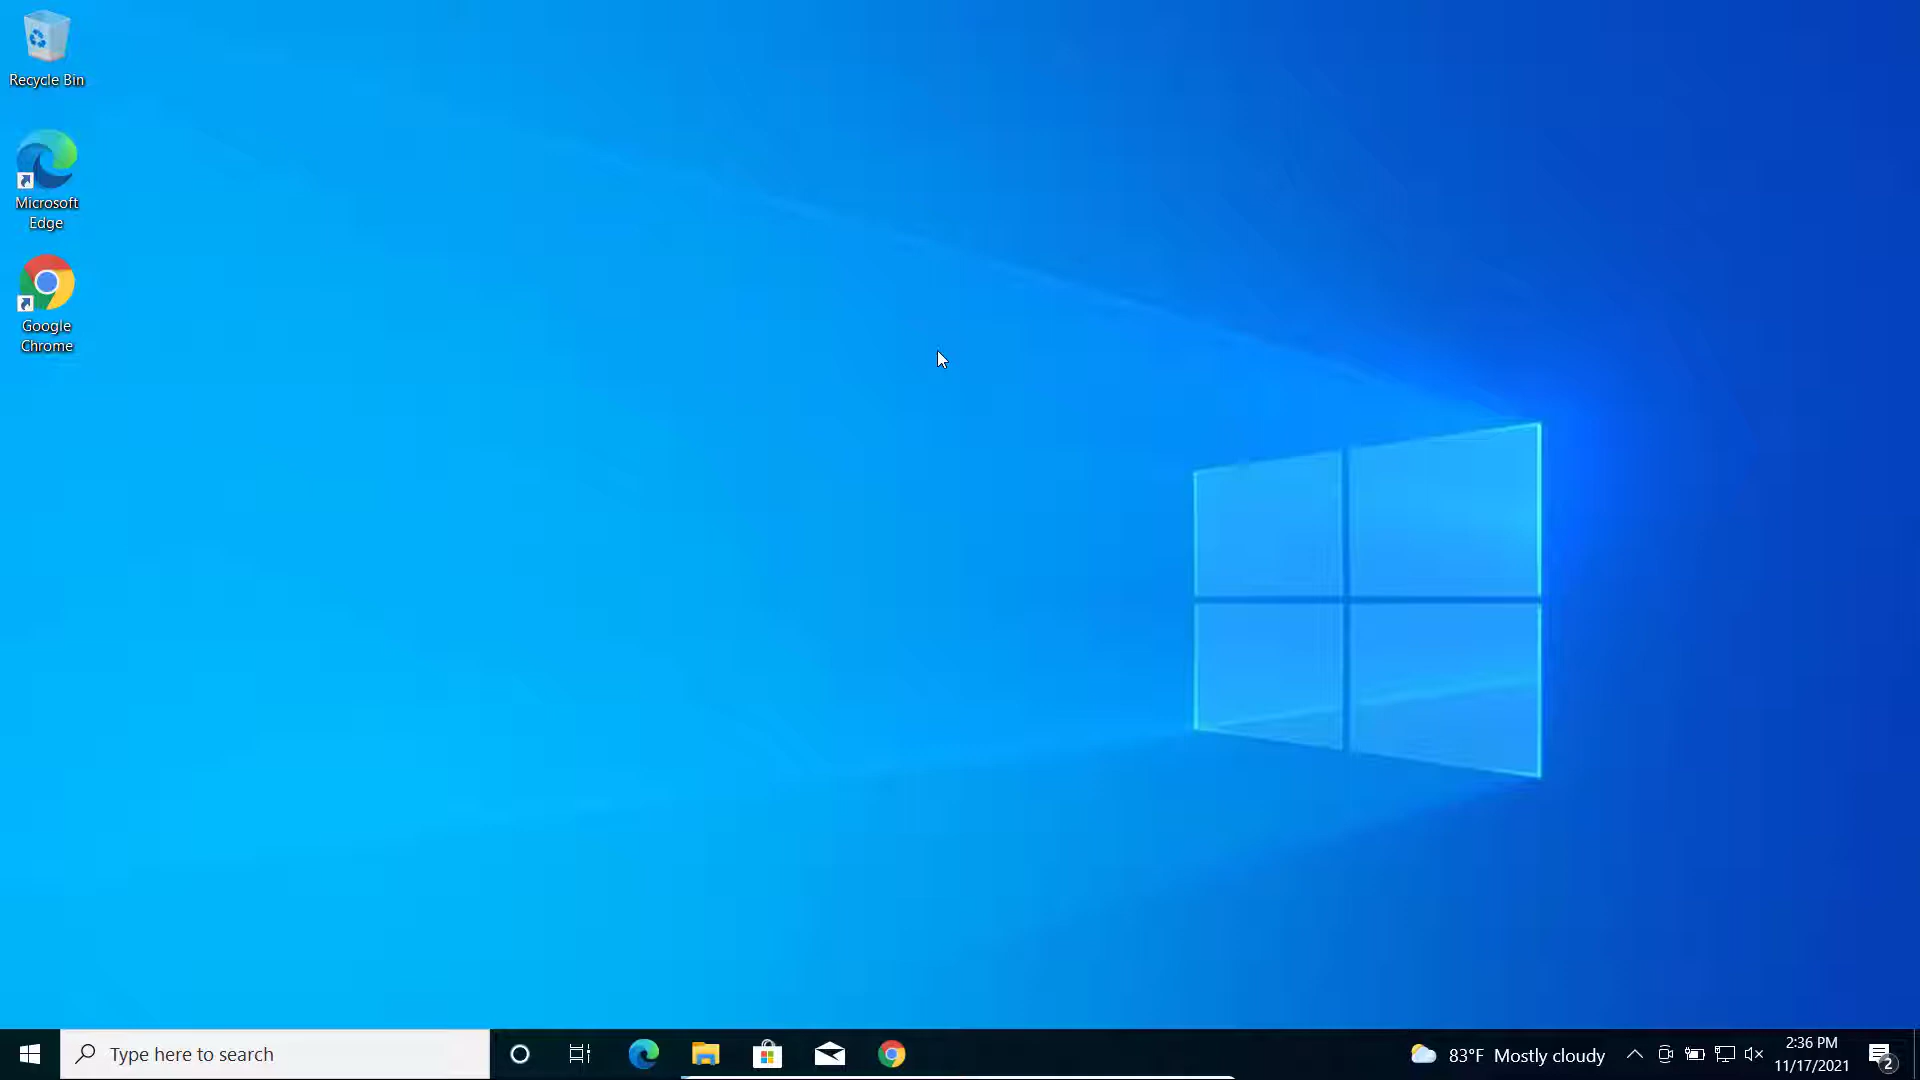 Recycle Bin
Microsoft
Edge
Google
Chrome
Type here to search
83°F Mostly cloudy
2:36 PM
11/17/2021
2